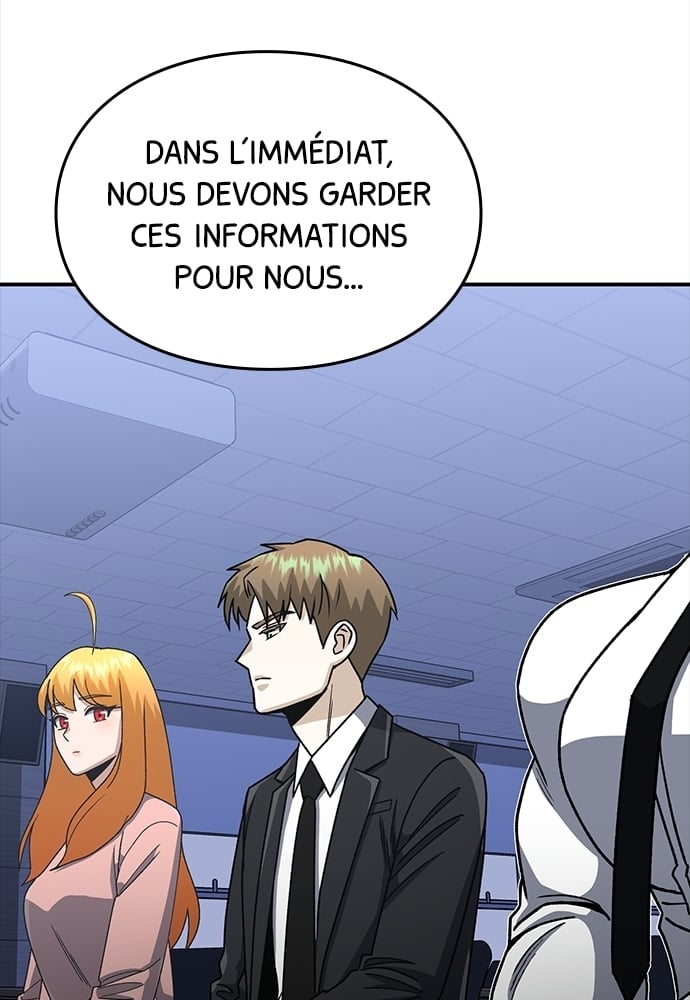 DANS L'IMMÉDIAT,
NOUS DEVONS GARDER
CES INFORMATIONS
POUR NOUS...